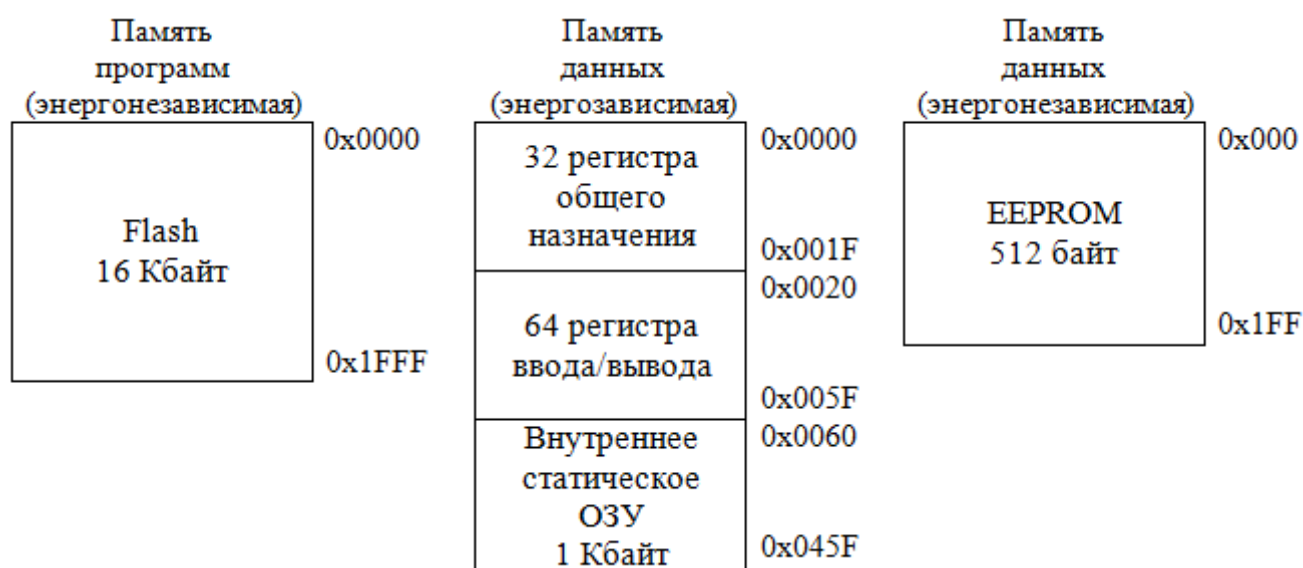 Память
программ
(энергонезависимая)
0x0000
Flash
16 Кбайт
0x1FFF
Память
данных
(энергозависимая)
0x0000
32 регистра
общего
назначения
0x001F
0x0020
64 регистра
ввода/вывода
0x005F
0x0060
Внутреннее
статическое
ОЗУ
1 Кбайт
0x045F
Память
данных
(энергонезависимая)
0x000
EEPROM
512 байт
0x1FF